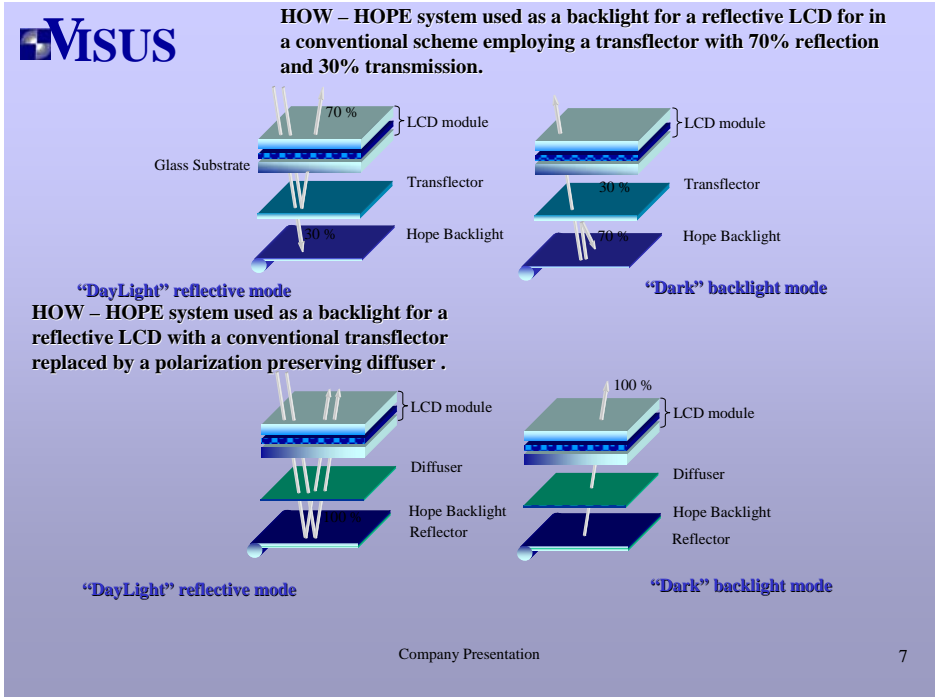 VISUS
HOW – HOPE system used as a backlight for a reflective LCD for in
a conventional scheme employing a transflector with 70% reflection
and 30% transmission.
70 %
LCD module
Glass Substrate
Transflector
30 %
Hope Backlight
“DayLight” reflective mode
LCD module
30 %
Transflector
70 %
Hope Backlight
“Dark” backlight mode
HOW – HOPE system used as a backlight for a
reflective LCD with a conventional transflector
replaced by a polarization preserving diffuser .
LCD module
Diffuser
100 %
Hope Backlight
Reflector
“DayLight” reflective mode
100 %
LCD module
Diffuser
Hope Backlight
Reflector
“Dark” backlight mode
Company Presentation
7